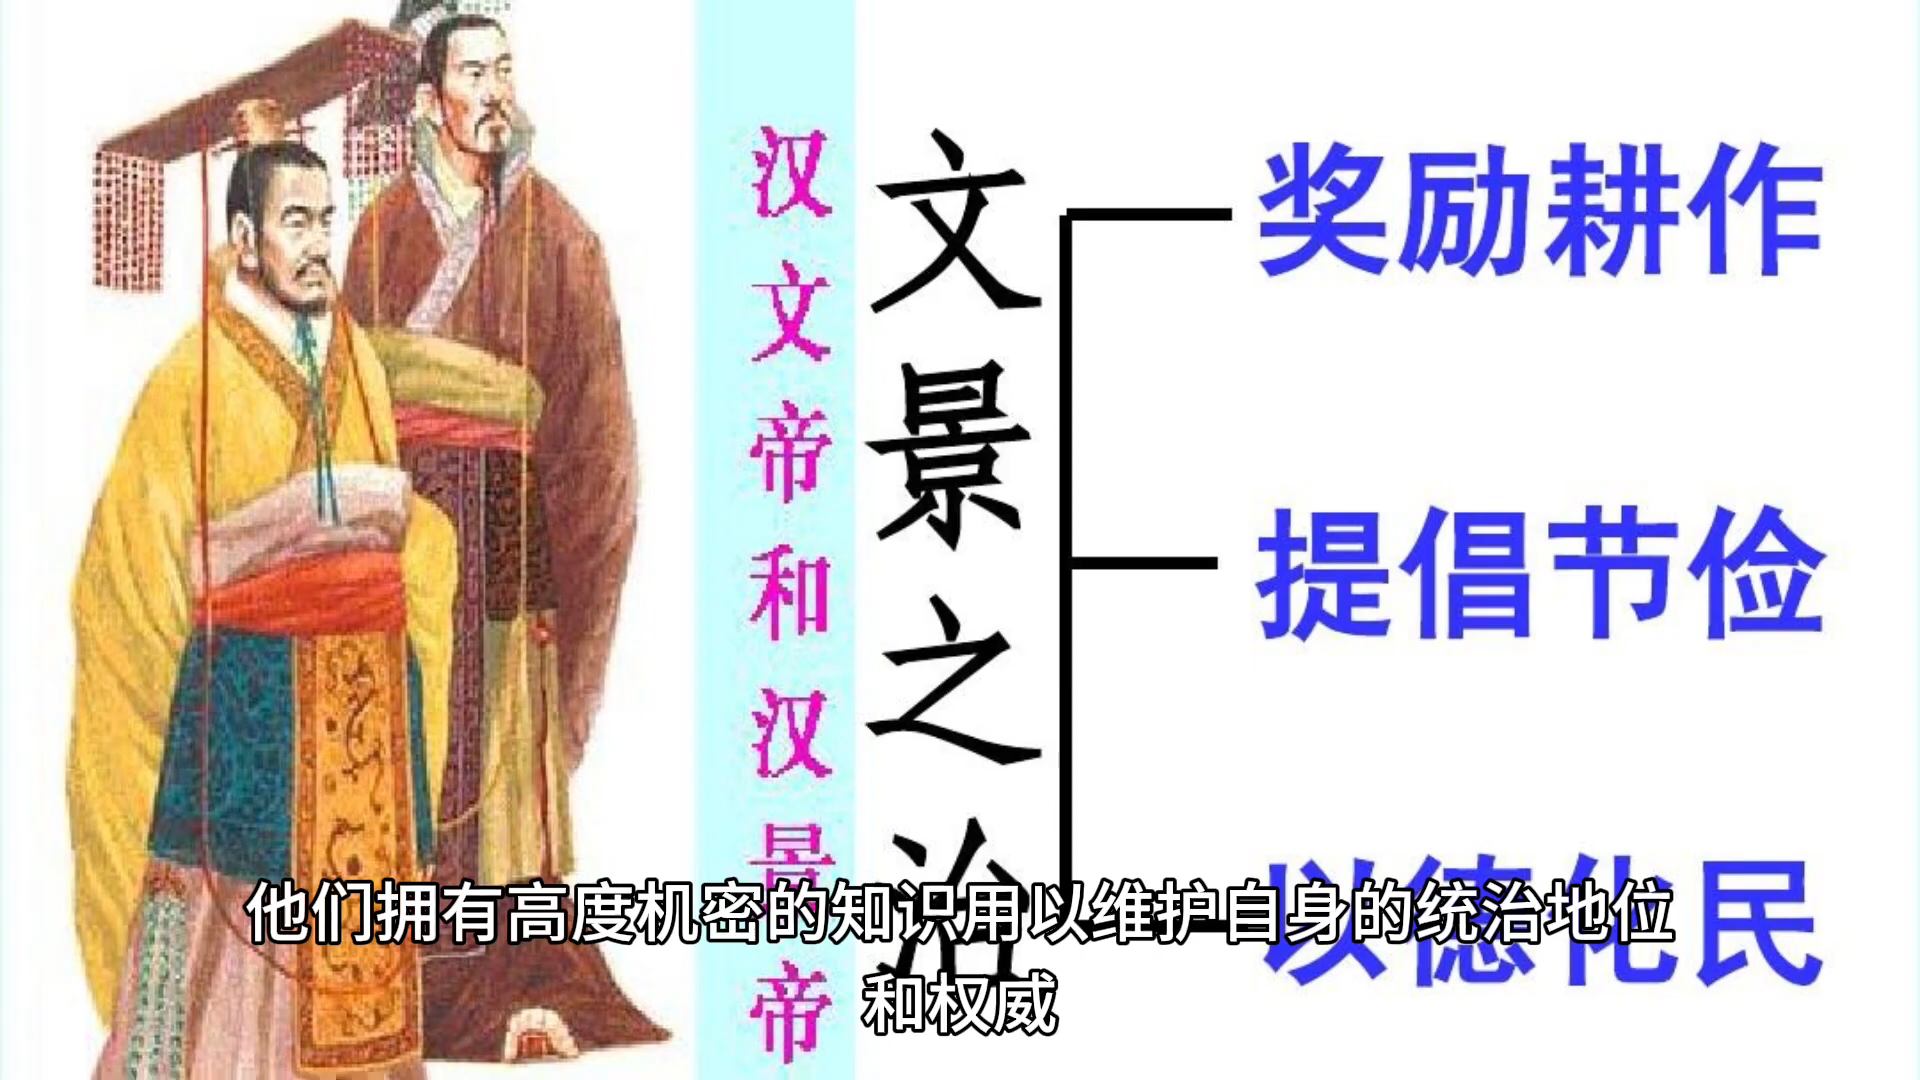 汉文帝和汉景帝
文景之治
奖励耕作
提倡节俭
以德化民
他们拥有高度机密的知识用以维护自身的统治地位
和权威